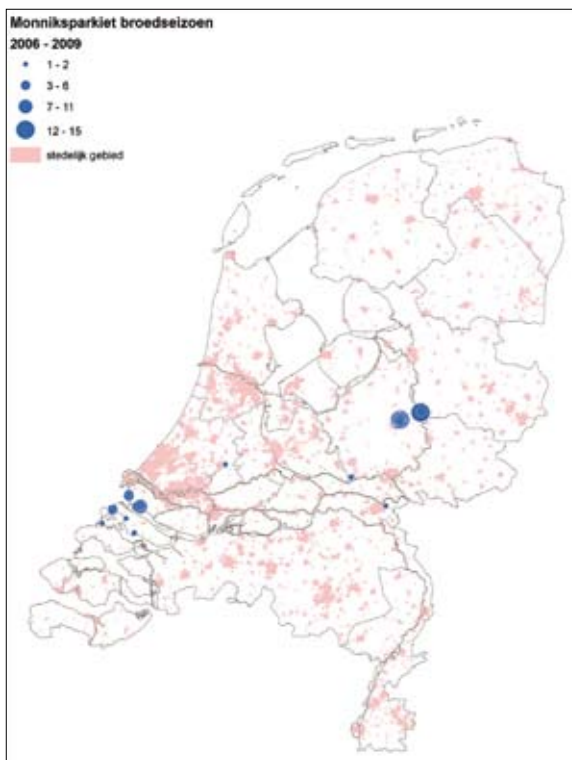 Monniksparkiet broedseizoen
2006 - 2009
1 - 2
3 - 6
7 - 11
12 - 15
stedelijk gebied